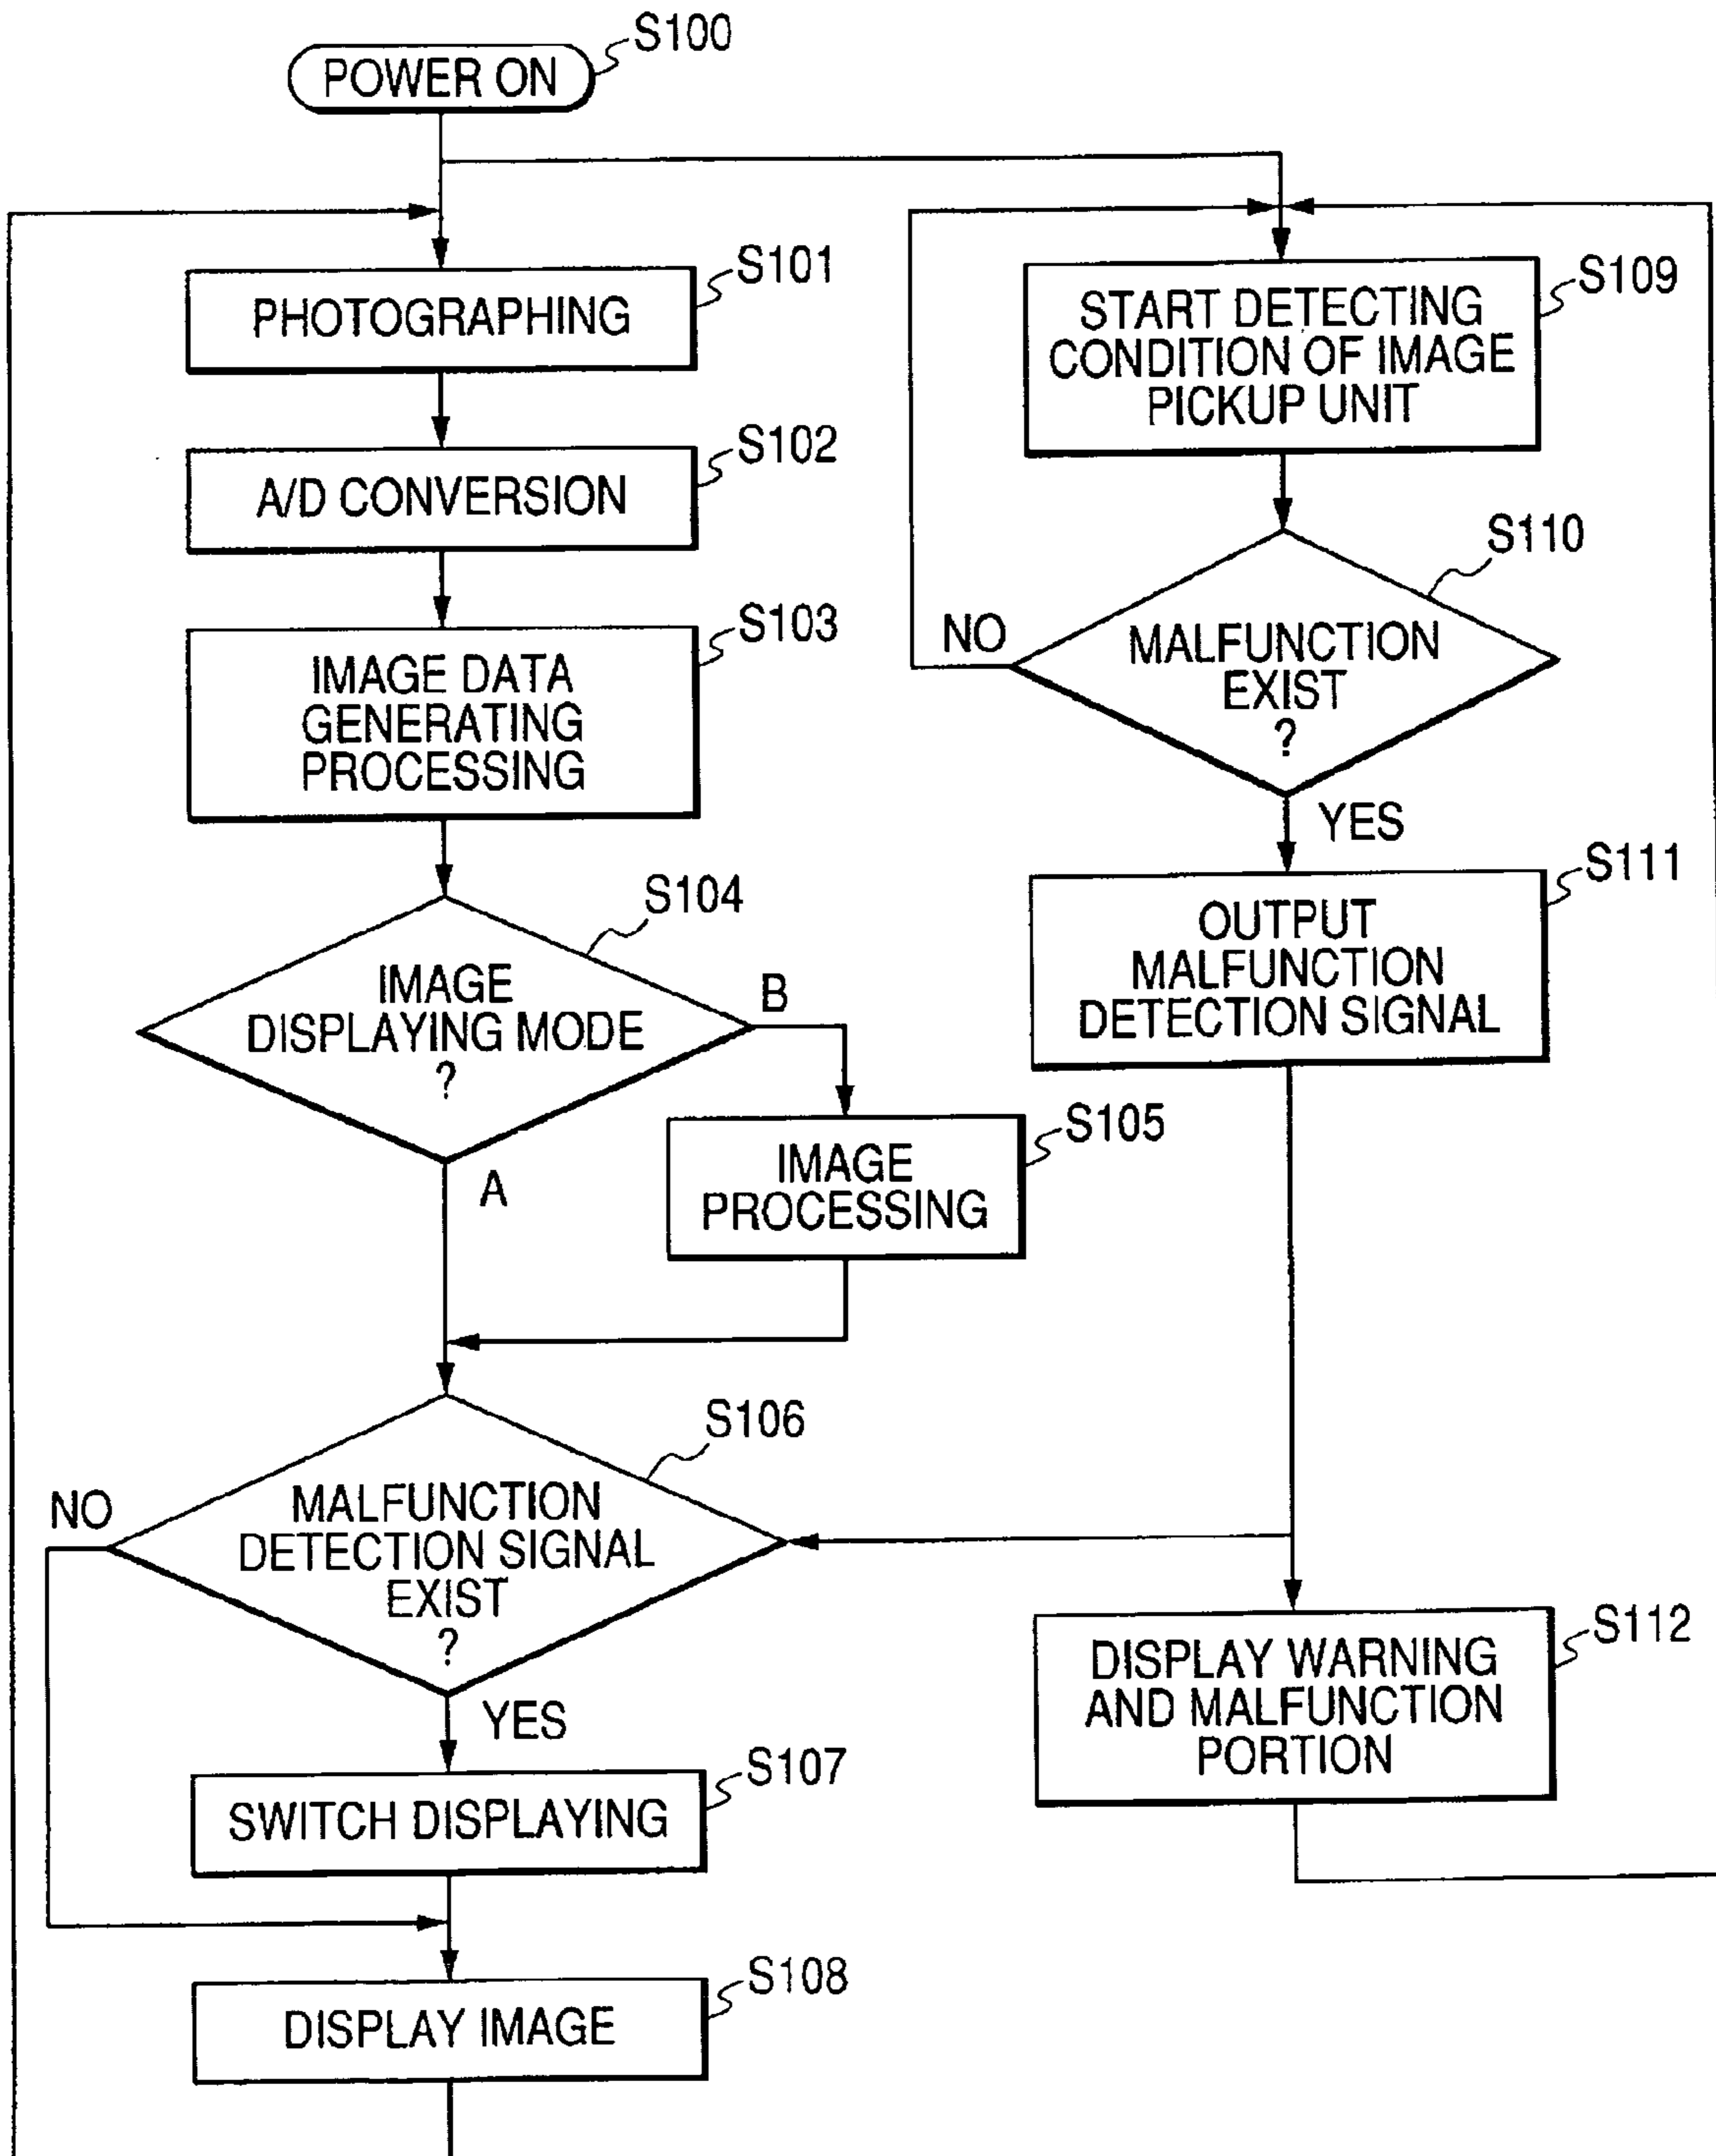 S100
POWER ON
S101
PHOTOGRAPHING
S102
A/D CONVERSION
S103
IMAGE DATA
GENERATING
PROCESSING
S104
IMAGE
DISPLAYING MODE
?
B
A
S105
IMAGE
PROCESSING
S106
MALFUNCTION
DETECTION SIGNAL
EXIST
?
NO
YES
S107
SWITCH DISPLAYING
S108
DISPLAY IMAGE
S109
START DETECTING
CONDITION OF IMAGE
PICKUP UNIT
S110
MALFUNCTION
EXIST
?
NO
YES
S111
OUTPUT
MALFUNCTION
DETECTION SIGNAL
S112
DISPLAY WARNING
AND MALFUNCTION
PORTION